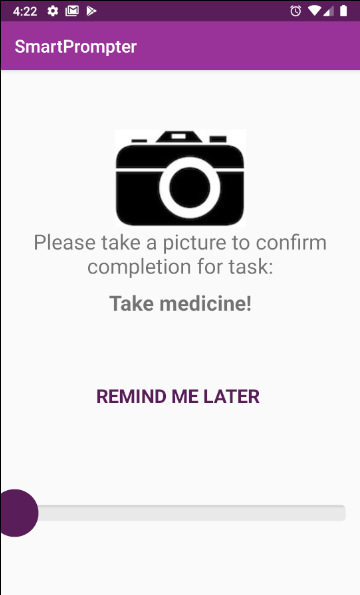 4:22
SmartPrompter
Please take a picture to confirm
completion for task:
Take medicine!
REMIND ME LATER